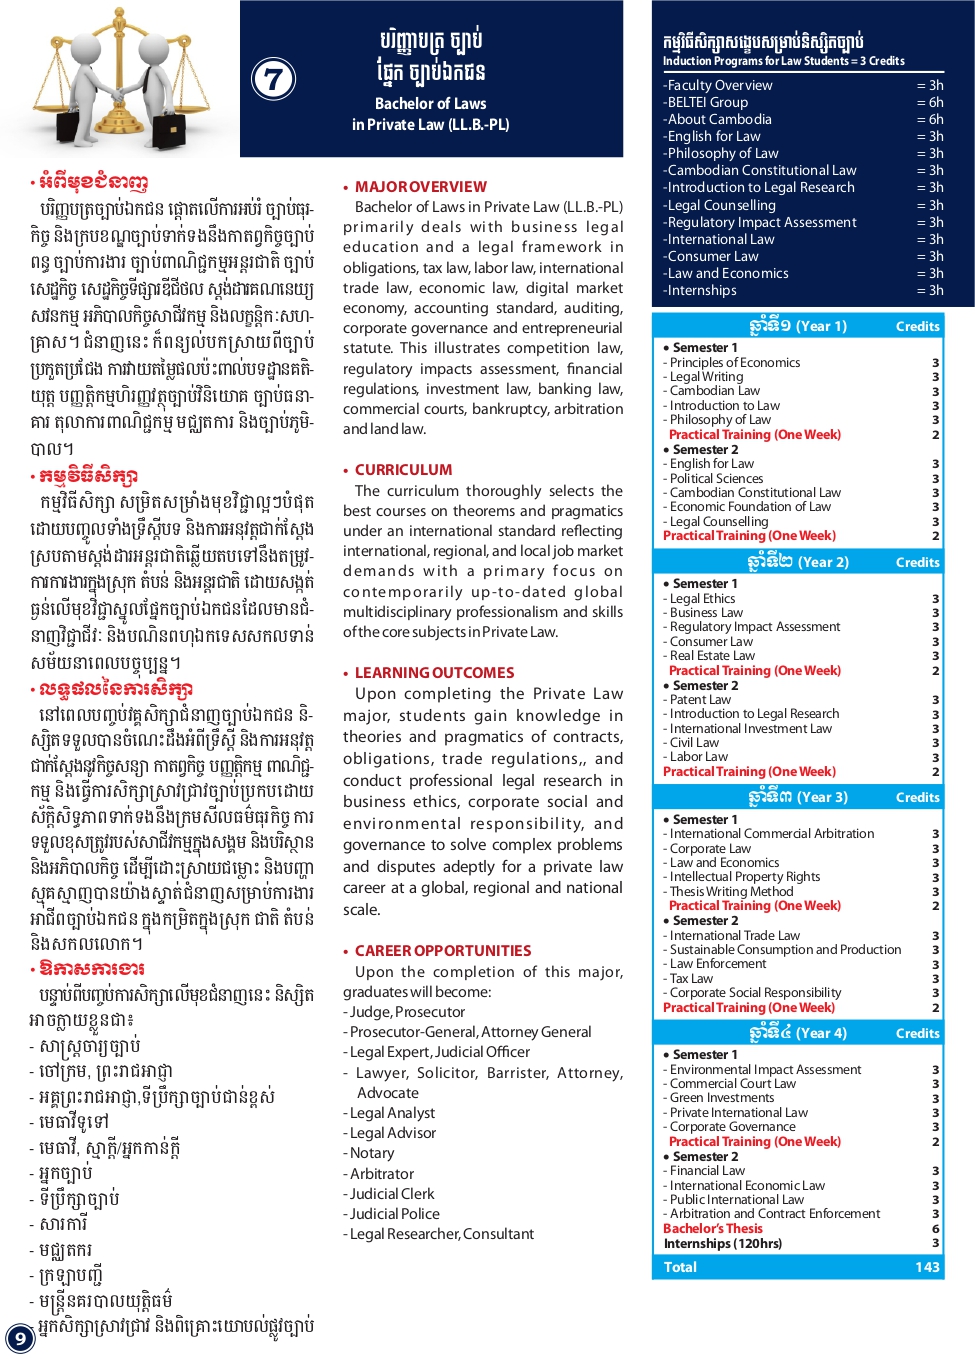 7
បរិញ្ញាបត្រ ច្បាប់
ផ្នែក ច្បាប់ឯកជន
Bachelor of Laws
in Private Law (LL.B.-PL)
• អំពីមុខជំនាញ
បរិញ្ញាបត្រច្បាប់ឯកជន ផ្តោតលើការអប់រំ ច្បាប់ធុរ-
កិច្ច និងក្របខណ្ឌច្បាប់ទាក់ទងនឹងកាតព្វកិច្ចច្បាប់
ពន្ធ ច្បាប់ការងារ ច្បាប់ពាណិជ្ជកម្មអន្តរជាតិ ច្បាប់
សេដ្ឋកិច្ច សេដ្ឋកិច្ចទីផ្សារឌីជីថល ស្តង់ដារគណនេយ្យ
សវនកម្ម អភិបាលកិច្ចសាជីវកម្ម និងលក្ខន្តិកៈសហ-
គ្រាស។ ជំនាញនេះ ក៏ពន្យល់បកស្រាយពីច្បាប់
ប្រកួតប្រជែង ការវាយតម្លៃផលប៉ះពាល់បទដ្ឋានគតិ-
យុត្ត បញ្ញត្តិកម្មហិរញ្ញវត្ថុច្បាប់វិនិយោគ ច្បាប់ធនា-
គារ តុលាការពាណិជ្ជកម្ម មជ្ឈតការ និងច្បាប់ភូមិ-
បាល។
• កម្មវិធីសិក្សា
កម្មវិធីសិក្សា សម្រិតសម្រាំងមុខវិជ្ជាល្អៗបំផុត
ដោយបញ្ចូលទាំងទ្រឹស្តីបទ និងការអនុវត្តជាក់ស្តែង
ស្របតាមស្តង់ដារអន្តរជាតិឆ្លើយតបទៅនឹងតម្រូវ-
ការការងារក្នុងស្រុក តំបន់ និងអន្តរជាតិ ដោយសង្កត់
ធ្ងន់លើមុខវិជ្ជាស្នូលផ្នែកច្បាប់ឯកជនដែលមានជំ-
នាញវិជ្ជាជីវៈ និងបណិនពហុឯកទេសសកលទាន់
សម័យនាពេលបច្ចុប្បន្ន។
• លទ្ធផលនៃការសិក្សា
នៅពេលបញ្ចប់វគ្គសិក្សាជំនាញច្បាប់ឯកជន និ-
ស្សិតទទួលបានចំណេះដឹងអំពីទ្រឹស្តី និងការអនុវត្ត
ជាក់ស្តែងនូវកិច្ចសន្យា កាតព្វកិច្ច បញ្ញត្តិកម្ម ពាណិជ្ជ-
កម្ម និងធ្វើការសិក្សាស្រាវជ្រាវច្បាប់ប្រកបដោយ
ស័ក្តិសិទ្ធភាពទាក់ទងនឹងក្រមសីលធម៌ធុរកិច្ច ការ
ទទួលខុសត្រូវរបស់សាជីវកម្មក្នុងសង្គម និងបរិស្ថាន
និងអភិបាលកិច្ច ដើម្បីដោះស្រាយជម្លោះ និងបញ្ហា
ស្មុគស្មាញបានយ៉ាងស្ទាត់ជំនាញសម្រាប់ការងារ
អាជីពច្បាប់ឯកជន ក្នុងកម្រិតក្នុងស្រុក ជាតិ តំបន់
និងសកលលោក។
• ឱកាសការងារ
បន្ទាប់ពីបញ្ចប់ការសិក្សាលើមុខជំនាញនេះ និស្សិត
អាចក្លាយខ្លួនជា៖
- សាស្ត្រាចារ្យច្បាប់
- ចៅក្រម, ព្រះរាជអាជ្ញា
- អគ្គព្រះរាជអាជ្ញា,ទីប្រឹក្សាច្បាប់ជាន់ខ្ពស់
- មេធាវីទូទៅ
- មេធាវី, ស្មាក្តី/អ្នកកាន់ក្តី
- អ្នកច្បាប់
- ទីប្រឹក្សាច្បាប់
- សារការី
- មជ្ឈតករ
- ក្រឡាបញ្ជី
- មន្ត្រីនគរបាលយុត្តិធម៌
- អ្នកសិក្សាស្រាវជ្រាវ និងពិគ្រោះយោបល់ផ្លូវច្បាប់
9
• MAJOR OVERVIEW
Bachelor of Laws in Private Law (LL.B.-PL)
primarily deals with business legal
education and a legal framework in
obligations, tax law, labor law, international
trade law, economic law, digital market
economy, accounting standard, auditing,
corporate governance and entrepreneurial
statute. This illustrates competition law,
regulatory impacts assessment, financial
regulations, investment law, banking law,
commercial courts, bankruptcy, arbitration
and land law.
• CURRICULUM
The curriculum thoroughly selects the
best courses on theorems and pragmatics
under an international standard reflecting
international, regional, and local job market
demands with a primary focus on
contemporarily up-to-dated global
multidisciplinary professionalism and skills
of the core subjects in Private Law.
• LEARNING OUTCOMES
Upon completing the Private Law
major, students gain knowledge in
theories and pragmatics of contracts,
obligations, trade regulations,, and
conduct professional legal research in
business ethics, corporate social and
environmental responsibility, and
governance to solve complex problems
and disputes adeptly for a private law
career at a global, regional and national
scale.
• CAREER OPPORTUNITIES
Upon the completion of this major,
graduates will become:
- Judge, Prosecutor
- Prosecutor-General, Attorney General
- Legal Expert, Judicial Officer
- Lawyer, Solicitor, Barrister, Attorney,
Advocate
- Legal Analyst
- Legal Advisor
- Notary
- Arbitrator
- Judicial Clerk
- Judicial Police
- Legal Researcher, Consultant
កម្មវិធីសិក្សាសង្ខេបសម្រាប់និស្សិតច្បាប់
Induction Programs for Law Students = 3 Credits
-Faculty Overview = 3h
-BELTEI Group = 6h
-About Cambodia = 6h
-English for Law = 3h
-Philosophy of Law = 3h
-Cambodian Constitutional Law = 3h
-Introduction to Legal Research = 3h
-Legal Counselling = 3h
-Regulatory Impact Assessment = 3h
-International Law = 3h
-Consumer Law = 3h
-Law and Economics = 3h
-Internships = 3h
ឆ្នាំទី១ (Year 1) Credits
• Semester 1
- Principles of Economics 3
- Legal Writing 3
- Cambodian Law 3
- Introduction to Law 3
- Philosophy of Law 3
Practical Training (One Week) 2
• Semester 2
- English for Law 3
- Political Sciences 3
- Cambodian Constitutional Law 3
- Economic Foundation of Law 3
- Legal Counselling 3
Practical Training (One Week) 2
ឆ្នាំទី២ (Year 2) Credits
• Semester 1
- Legal Ethics 3
- Business Law 3
- Regulatory Impact Assessment 3
- Consumer Law 3
- Real Estate Law 3
Practical Training (One Week) 2
• Semester 2
- Patent Law 3
- Introduction to Legal Research 3
- International Investment Law 3
- Civil Law 3
- Labor Law 3
Practical Training (One Week) 2
ឆ្នាំទី៣ (Year 3) Credits
• Semester 1
- International Commercial Arbitration 3
- Corporate Law 3
- Law and Economics 3
- Intellectual Property Rights 3
- Thesis Writing Method 3
Practical Training (One Week) 2
• Semester 2
- International Trade Law 3
- Sustainable Consumption and Production 3
- Law Enforcement 3
- Tax Law 3
- Corporate Social Responsibility 3
Practical Training (One Week) 2
ឆ្នាំទី៤ (Year 4) Credits
• Semester 1
- Environmental Impact Assessment 3
- Commercial Court Law 3
- Green Investments 3
- Private International Law 3
- Corporate Governance 3
Practical Training (One Week) 2
• Semester 2
- Financial Law 3
- International Economic Law 3
- Public International Law 3
- Arbitration and Contract Enforcement 3
Bachelor's Thesis 6
Internships (120hrs) 3
Total 143